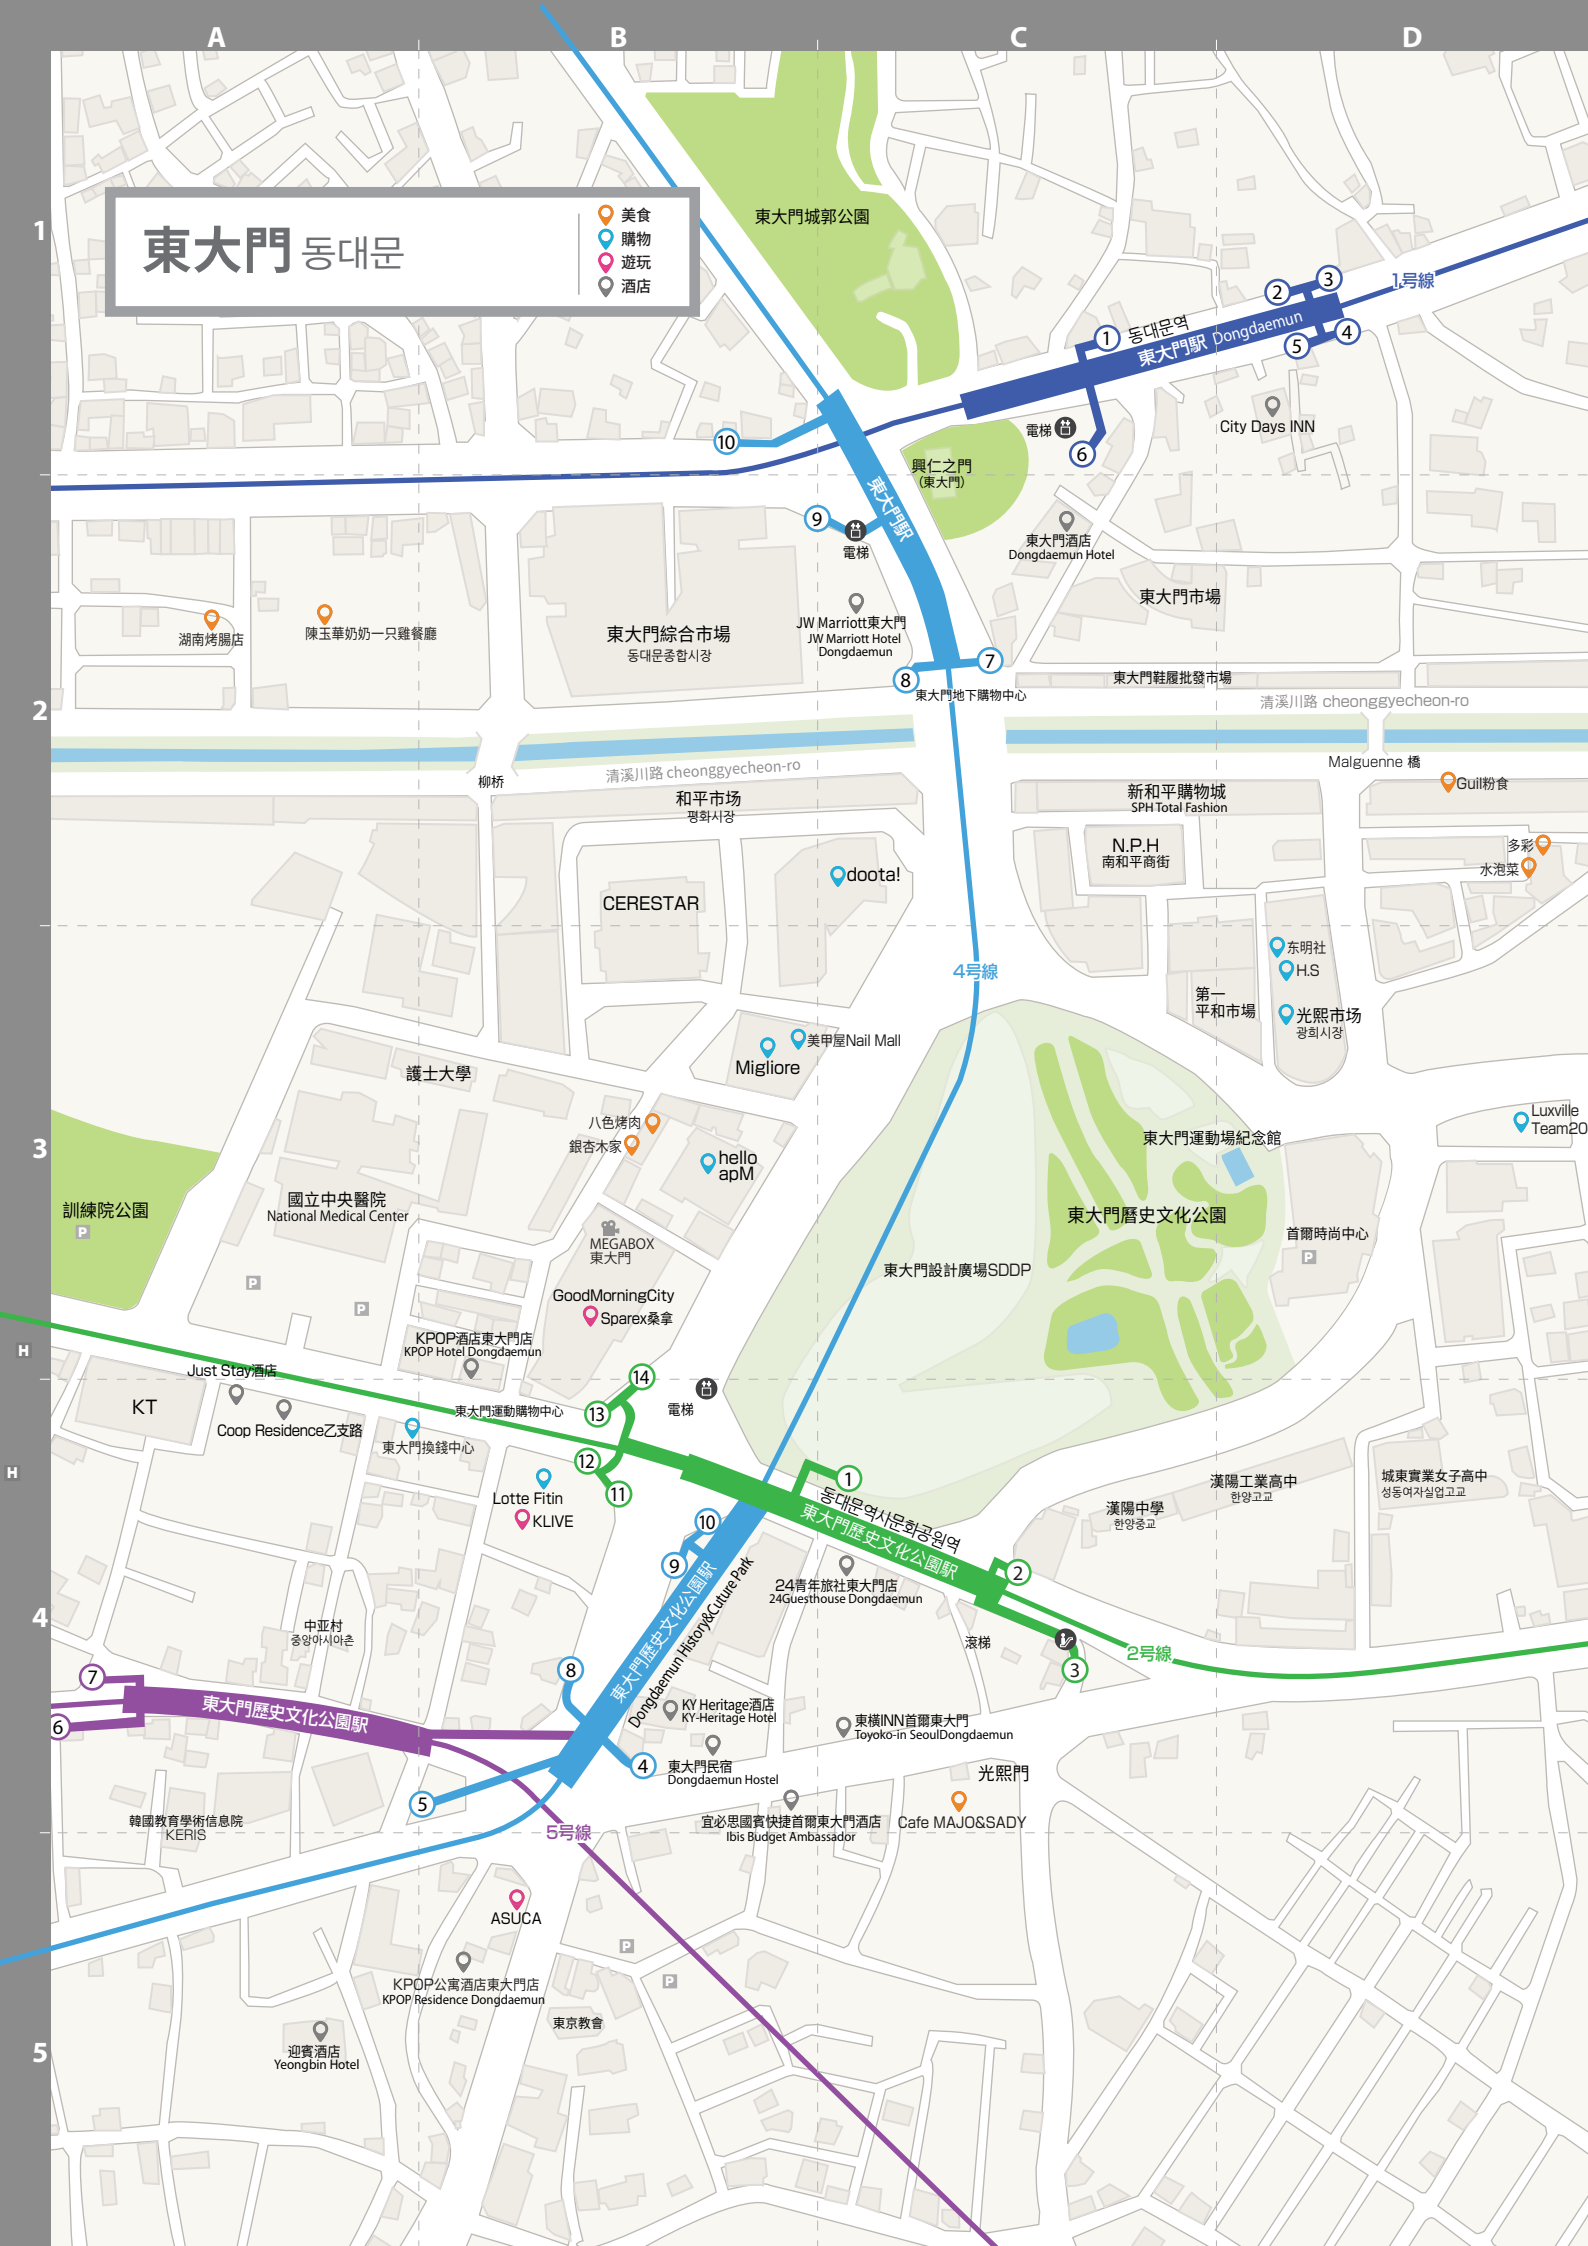 A
B
C
D
1
2
3
4
5
東大門 동대문
美食
購物
遊玩
酒店
東大門城郭公園
1号線
2
3
1
동대문역
東大門駅 Dongdaemun
5
4
電梯
6
City Days INN
10
興仁之門
(東大門)
東大門駅
9
電梯
東大門酒店
Dongdaemun Hotel
東大門市場
湖南烤腸店
陳玉華奶奶一只雞餐廳
東大門綜合市場
동대문종합시장
JW Marriott東大門
JW Marriott Hotel
Dongdaemun
7
8
東大門地下購物中心
東大門鞋履批發市場
清溪川路 cheonggyecheon-ro
柳桥
清溪川路 cheonggyecheon-ro
Malguenne 橋
和平市场
평화시장
新和平購物城
SPH Total Fashion
Guil粉食
N.P.H
南和平商街
多彩
水泡菜
doota!
CERESTAR
4号線
东明社
H.S
第一
平和市場
光熙市场
광희시장
美甲屋Nail Mall
Migliore
護士大學
八色烤肉
銀杏木家
hello
apM
Luxville
Team20
東大門運動場紀念館
訓練院公園
P
國立中央醫院
National Medical Center
P
P
MEGABOX
東大門
東大門曆史文化公園
首爾時尚中心
P
東大門設計廣場SDDP
GoodMorningCity
Sparex桑拿
KPOP酒店東大門店
KPOP Hotel Dongdaemun
H
Just Stay酒店
KT
Coop Residence乙支路
東大門換錢中心
東大門運動購物中心
14
13
電梯
12
11
H
Lotte Fitin
KLIVE
1
동대문역사문화공원역
東大門歷史文化公園駅
2
漢陽工業高中
한양고교
漢陽中學
한양중교
城東實業女子高中
성동여자실업고교
10
9
東大門歷史文化公園駅
Dongdaemun History&Cuture Park
24青年旅社東大門店
24Guesthouse Dongdaemun
滾梯
3
2号線
中亚村
중앙아시아촌
7
6
東大門歷史文化公園駅
8
KY Heritage酒店
KY-Heritage Hotel
東大門民宿
Dongdaemun Hostel
4
東橫INN首爾東大門
Toyoko-in SeoulDongdaemun
光熙門
5
宜必思國賓快捷首爾東大門酒店
Ibis Budget Ambassador
Cafe MAJO&SADY
韓國教育學術信息院
KERIS
5号線
ASUCA
P
P
KPOP公寓酒店東大門店
KPOP Residence Dongdaemun
東京教會
迎賓酒店
Yeongbin Hotel